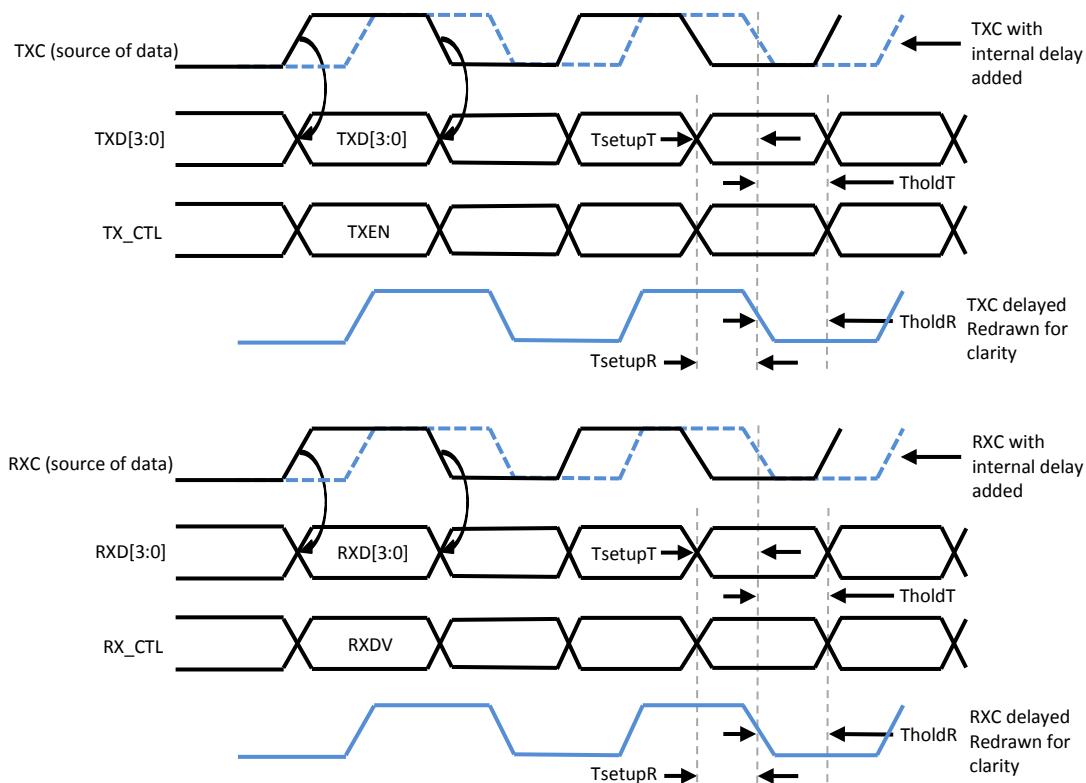 TXC (source of data)
TXC with
internal delay
added
TXD[3:0]
TXD[3:0]
TsetupT
TholdT
TX_CTL
TXEN
TholdR
TXC delayed
Redrawn for
clarity
TsetupR
RXC (source of data)
RXC with
internal delay
added
RXD[3:0]
RXD[3:0]
TsetupT
TholdT
RX_CTL
RXDV
TholdR
RXC delayed
Redrawn for
clarity
TsetupR